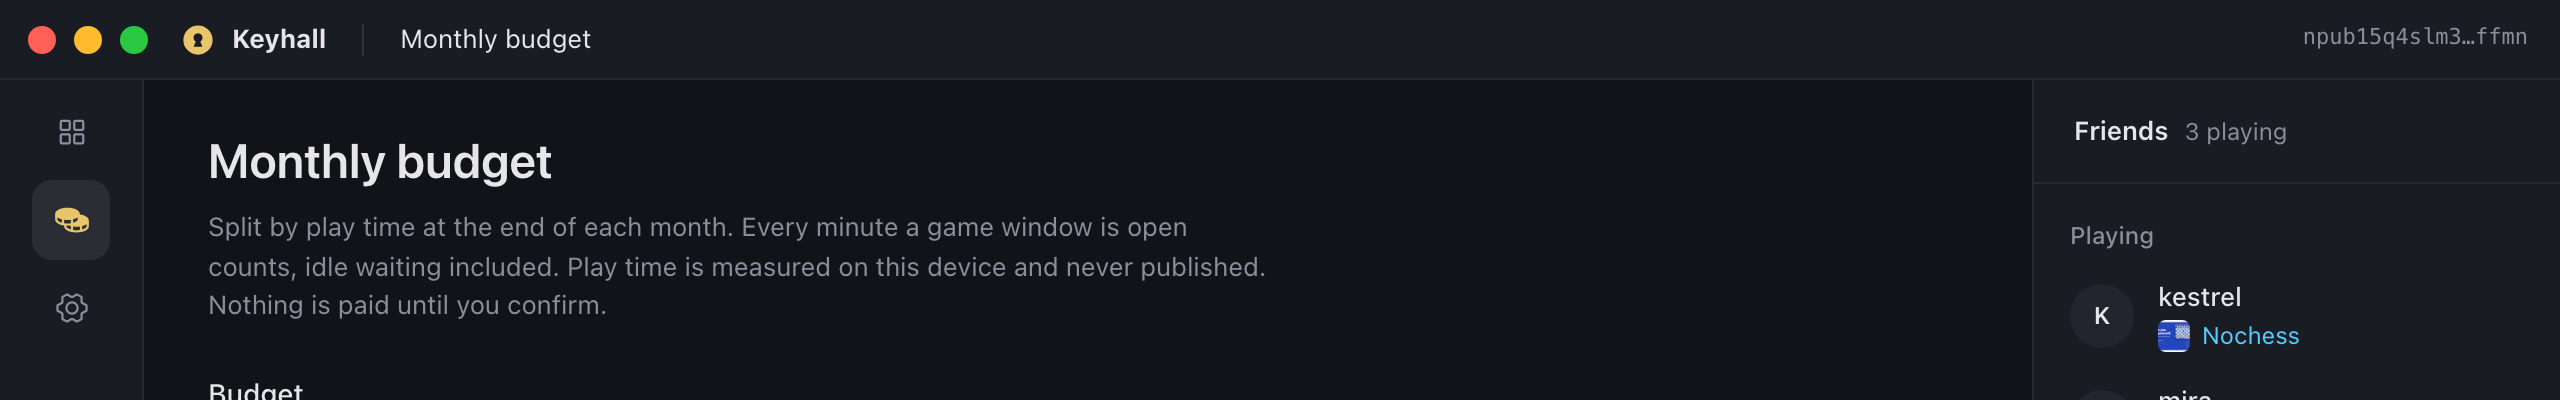 Keyhall
Monthly budget
npub15q4slm3…ffmn
Monthly budget
Split by play time at the end of each month. Every minute a game window is open
counts, idle waiting included. Play time is measured on this device and never published.
Nothing is paid until you confirm.
Budget
Friends 3 playing
Playing
K
kestrel
Nochess
mira